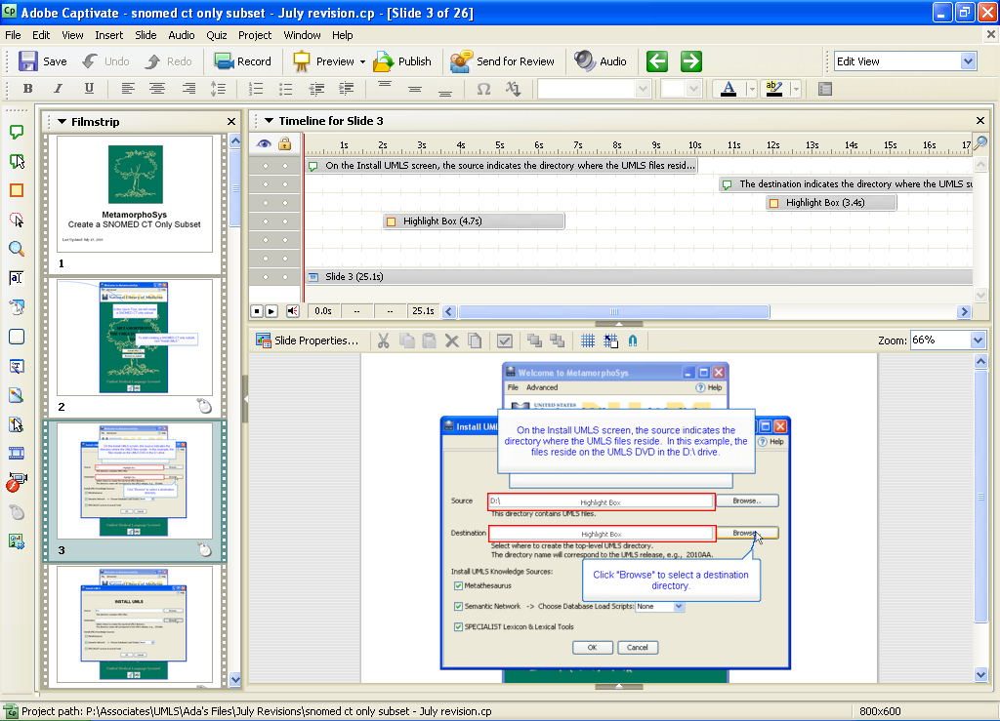 Adobe Captivate - snomed ct only subset - July revision.cp - [Slide 3 of 26]
File Edit View Insert Slide Audio Quiz Project Window Help
Save Undo Redo Record Preview Publish Send for Review Audio Edit View
B I U A ab
Filmstrip
MetamorphoSys
Create a SNOMED CT Only Subset
1
2
3
INSTALL UMLS
Timeline for Slide 3
1s 2s 3s 4s 5s 6s 7s 8s 9s 10s 11s 12s 13s 14s 15s 16s 17
On the Install UMLS screen, the source indicates the directory where the UMLS files resid...
The destination indicates the directory where the UMLS su
Highlight Box (3.4s)
Highlight Box (4.7s)
Slide 3 (25.1s)
0.0s -- -- 25.1s
Slide Properties... Zoom: 66%
Welcome to MetamorphoSys
File Advanced Help
UNITED STATES
Install UM
Help
On the Install UMLS screen, the source indicates the
directory where the UMLS files reside. In this example, the
files reside on the UMLS DVD in the D:\ drive.
Source D:\ Highlight Box Browse...
This directory contains UMLS files.
Destination Highlight Box Browse...
Select where to create the top-level UMLS directory.
The directory name will correspond to the UMLS release, e.g., 2010AA.
Click "Browse" to select a destination
directory.
Install UMLS Knowledge Sources:
Metathesaurus
Semantic Network -> Choose Database Load Scripts: None
SPECIALIST Lexicon & Lexical Tools
OK Cancel
Project path: P:\Associates\UMLS\Ada's Files\July Revisions\snomed ct only subset - July revision.cp 800x600